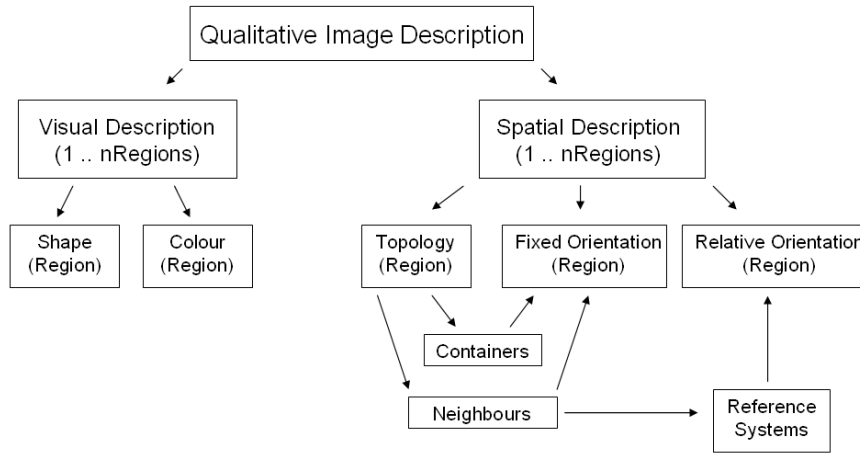 Qualitative Image Description
Visual Description
(1 .. nRegions)
Spatial Description
(1 .. nRegions)
Shape
(Region)
Colour
(Region)
Topology
(Region)
Fixed Orientation
(Region)
Relative Orientation
(Region)
Containers
Neighbours
Reference
Systems